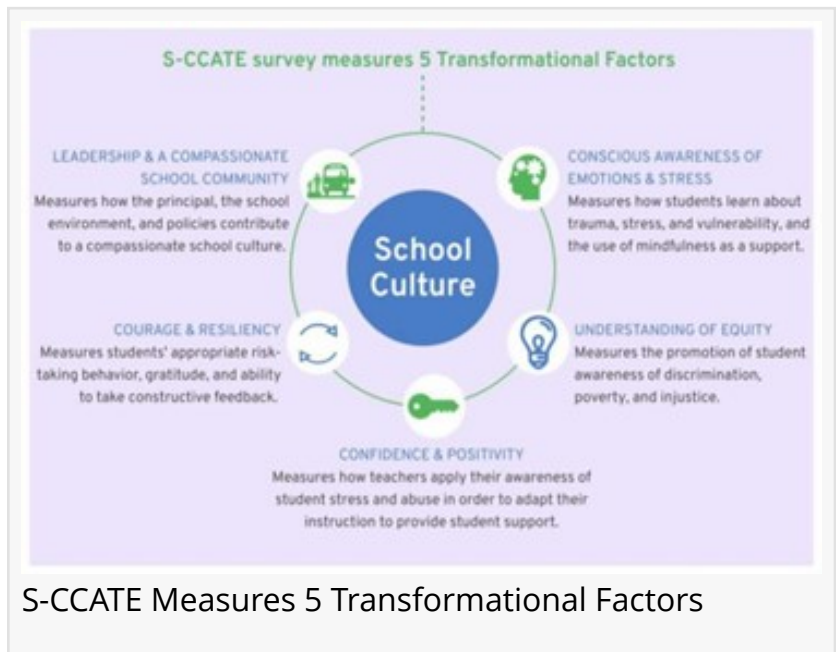 S-CCATE survey measures 5 Transformational Factors
LEADERSHIP & A COMPASSIONATE
SCHOOL COMMUNITY
Measures how the principal, the school
environment, and policies contribute
to a compassionate school culture.
CONSCIOUS AWARENESS OF
EMOTIONS & STRESS
Measures how students learn about
trauma, stress, and vulnerability, and
the use of mindfulness as a support.
School
Culture
COURAGE & RESILIENCY
Measures students' appropriate risk-
taking behavior, gratitude, and ability
to take constructive feedback.
UNDERSTANDING OF EQUITY
Measures the promotion of student
awareness of discrimination,
poverty, and injustice.
CONFIDENCE & POSITIVITY
Measures how teachers apply their awareness of
student stress and abuse in order to adapt their
instruction to provide student support.
S-CCATE Measures 5 Transformational Factors